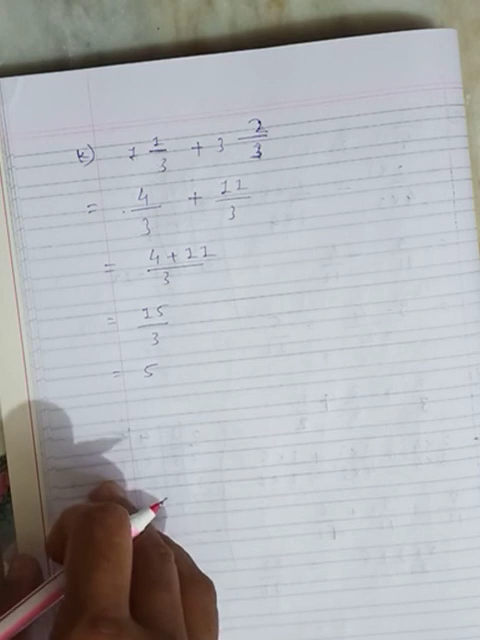 k) 1 1/3 + 3 2/3
= 4/3 + 11/3
= 4 + 11/3
= 15/3
= 5